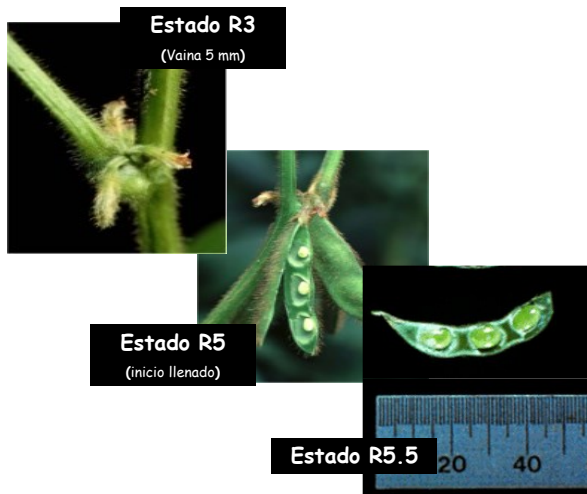 Estado R3
(Vaina 5 mm)
Estado R5
(inicio llenado)
Estado R5.5
20 40